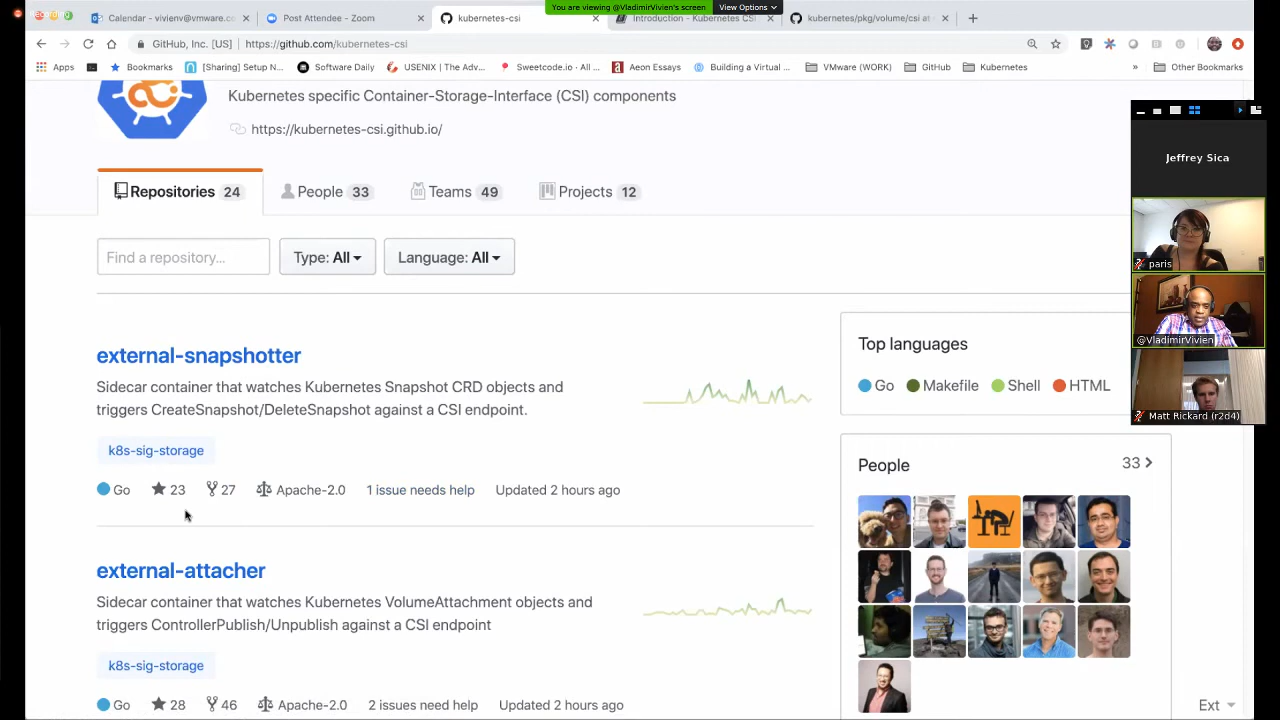 You are viewing @VladimirVivien's screen
View Options
Calendar - vivienv@vmware.c
Post Attendee - Zoom
kubernetes-csi
Introduction - Kubernetes CSI
kubernetes/pkg/volume/csi at
GitHub, Inc. [US]
https://github.com/kubernetes-csi
Apps
Bookmarks
[Sharing] Setup N...
Software Daily
USENIX | The Adv...
Sweetcode.io - Al ...
Aeon Essays
Building a Virtual ...
VMware (WORK)
GitHub
Kubernetes
»
Other Bookmarks
Kubernetes specific Container-Storage-Interface (CSI) components
https://kubernetes-csi.github.io/
Repositories 24
People 33
Teams 49
Projects 12
Find a repository...
Type: All
Language: All
external-snapshotter
Sidecar container that watches Kubernetes Snapshot CRD objects and
triggers CreateSnapshot/DeleteSnapshot against a CSI endpoint.
k8s-sig-storage
Go 23 27 Apache-2.0 1 issue needs help Updated 2 hours ago
external-attacher
Sidecar container that watches Kubernetes VolumeAttachment objects and
triggers ControllerPublish/Unpublish against a CSI endpoint
k8s-sig-storage
Go 28 46 Apache-2.0 2 issues need help Updated 2 hours ago
Top languages
Go Makefile Shell HTML
People 33
Ext
Jeffrey Sica
paris
@VladimirVivien
Matt Rickard (r2d4)